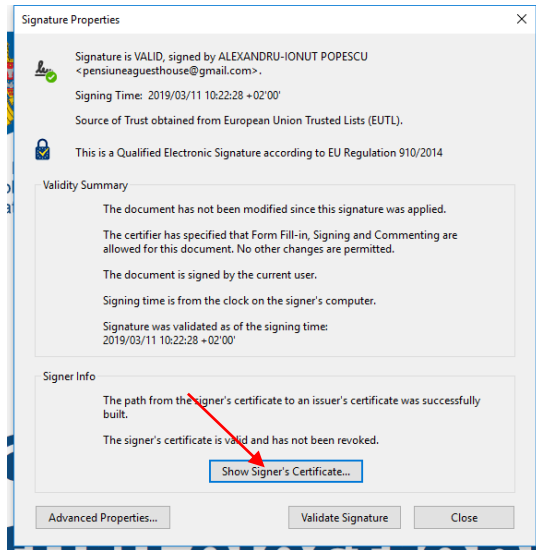 Signature Properties
Signature is VALID, signed by ALEXANDRU-IONUT POPESCU
<pensiuneaguesthouse@gmail.com>.
Signing Time: 2019/03/11 10:22:28 +02'00'
Source of Trust obtained from European Union Trusted Lists (EUTL).
This is a Qualified Electronic Signature according to EU Regulation 910/2014
Validity Summary
The document has not been modified since this signature was applied.
The certifier has specified that Form Fill-in, Signing and Commenting are
allowed for this document. No other changes are permitted.
The document is signed by the current user.
Signing time is from the clock on the signer's computer.
Signature was validated as of the signing time:
2019/03/11 10:22:28 +02'00'
Signer Info
The path from the signer's certificate to an issuer's certificate was successfully
built.
The signer's certificate is valid and has not been revoked.
Show Signer's Certificate...
Advanced Properties...
Validate Signature
Close